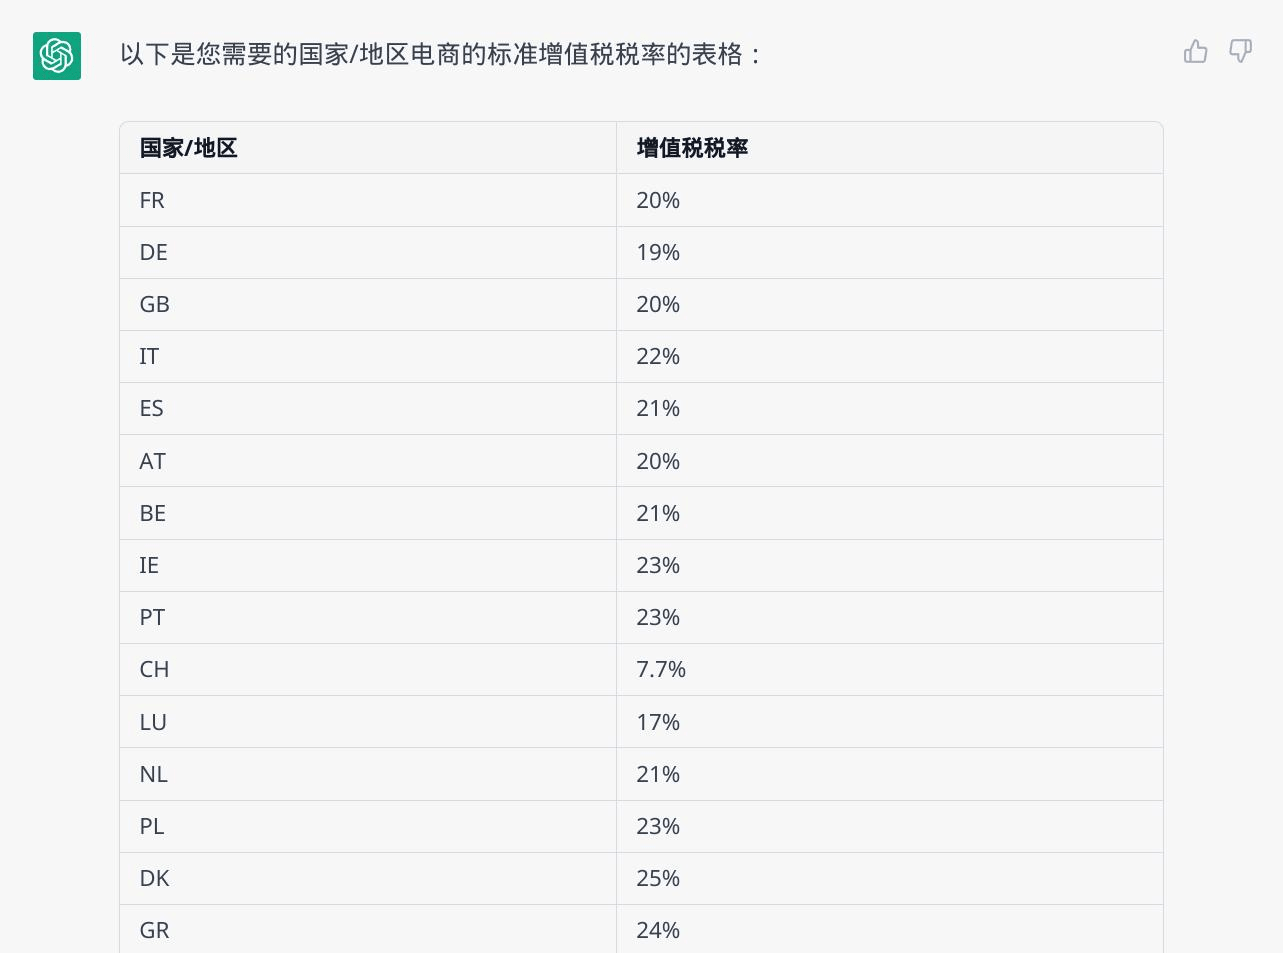 以下是您需要的国家/地区电商的标准增值税税率的表格：
国家/地区 增值税税率
FR 20%
DE 19%
GB 20%
IT 22%
ES 21%
AT 20%
BE 21%
IE 23%
PT 23%
CH 7.7%
LU 17%
NL 21%
PL 23%
DK 25%
GR 24%